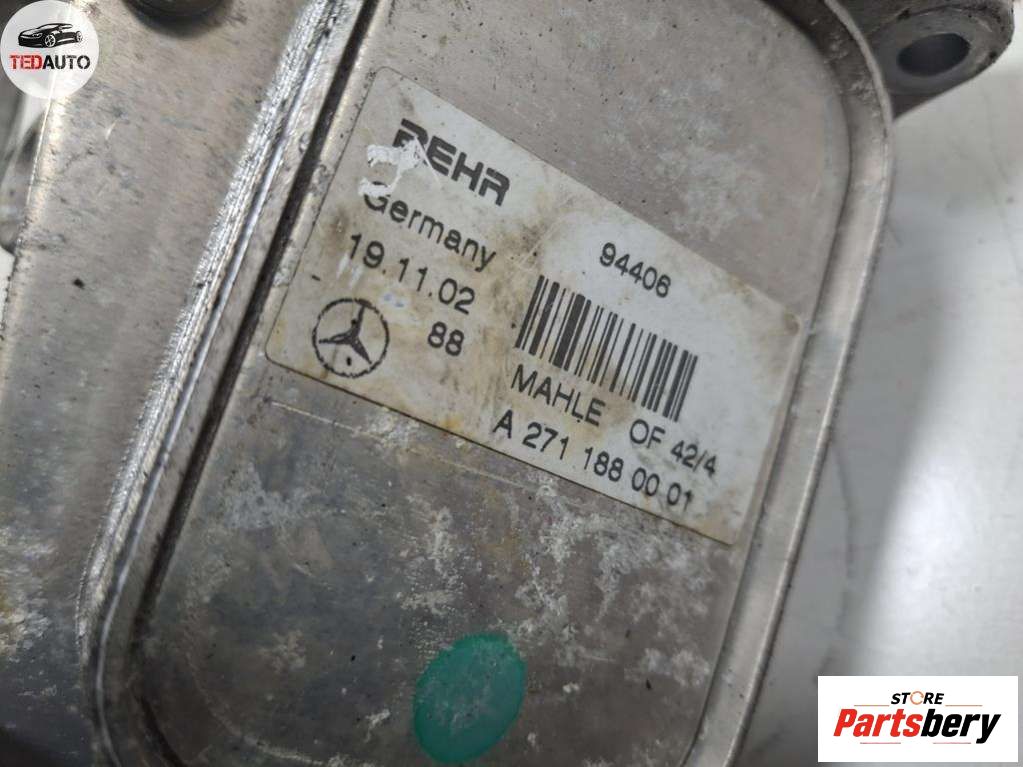 TEDAUTO
BEHR
Germany
94406
19.11.02
88
MAHLE OF 42/4
A 271 188 00 01
STORE
Partsbery